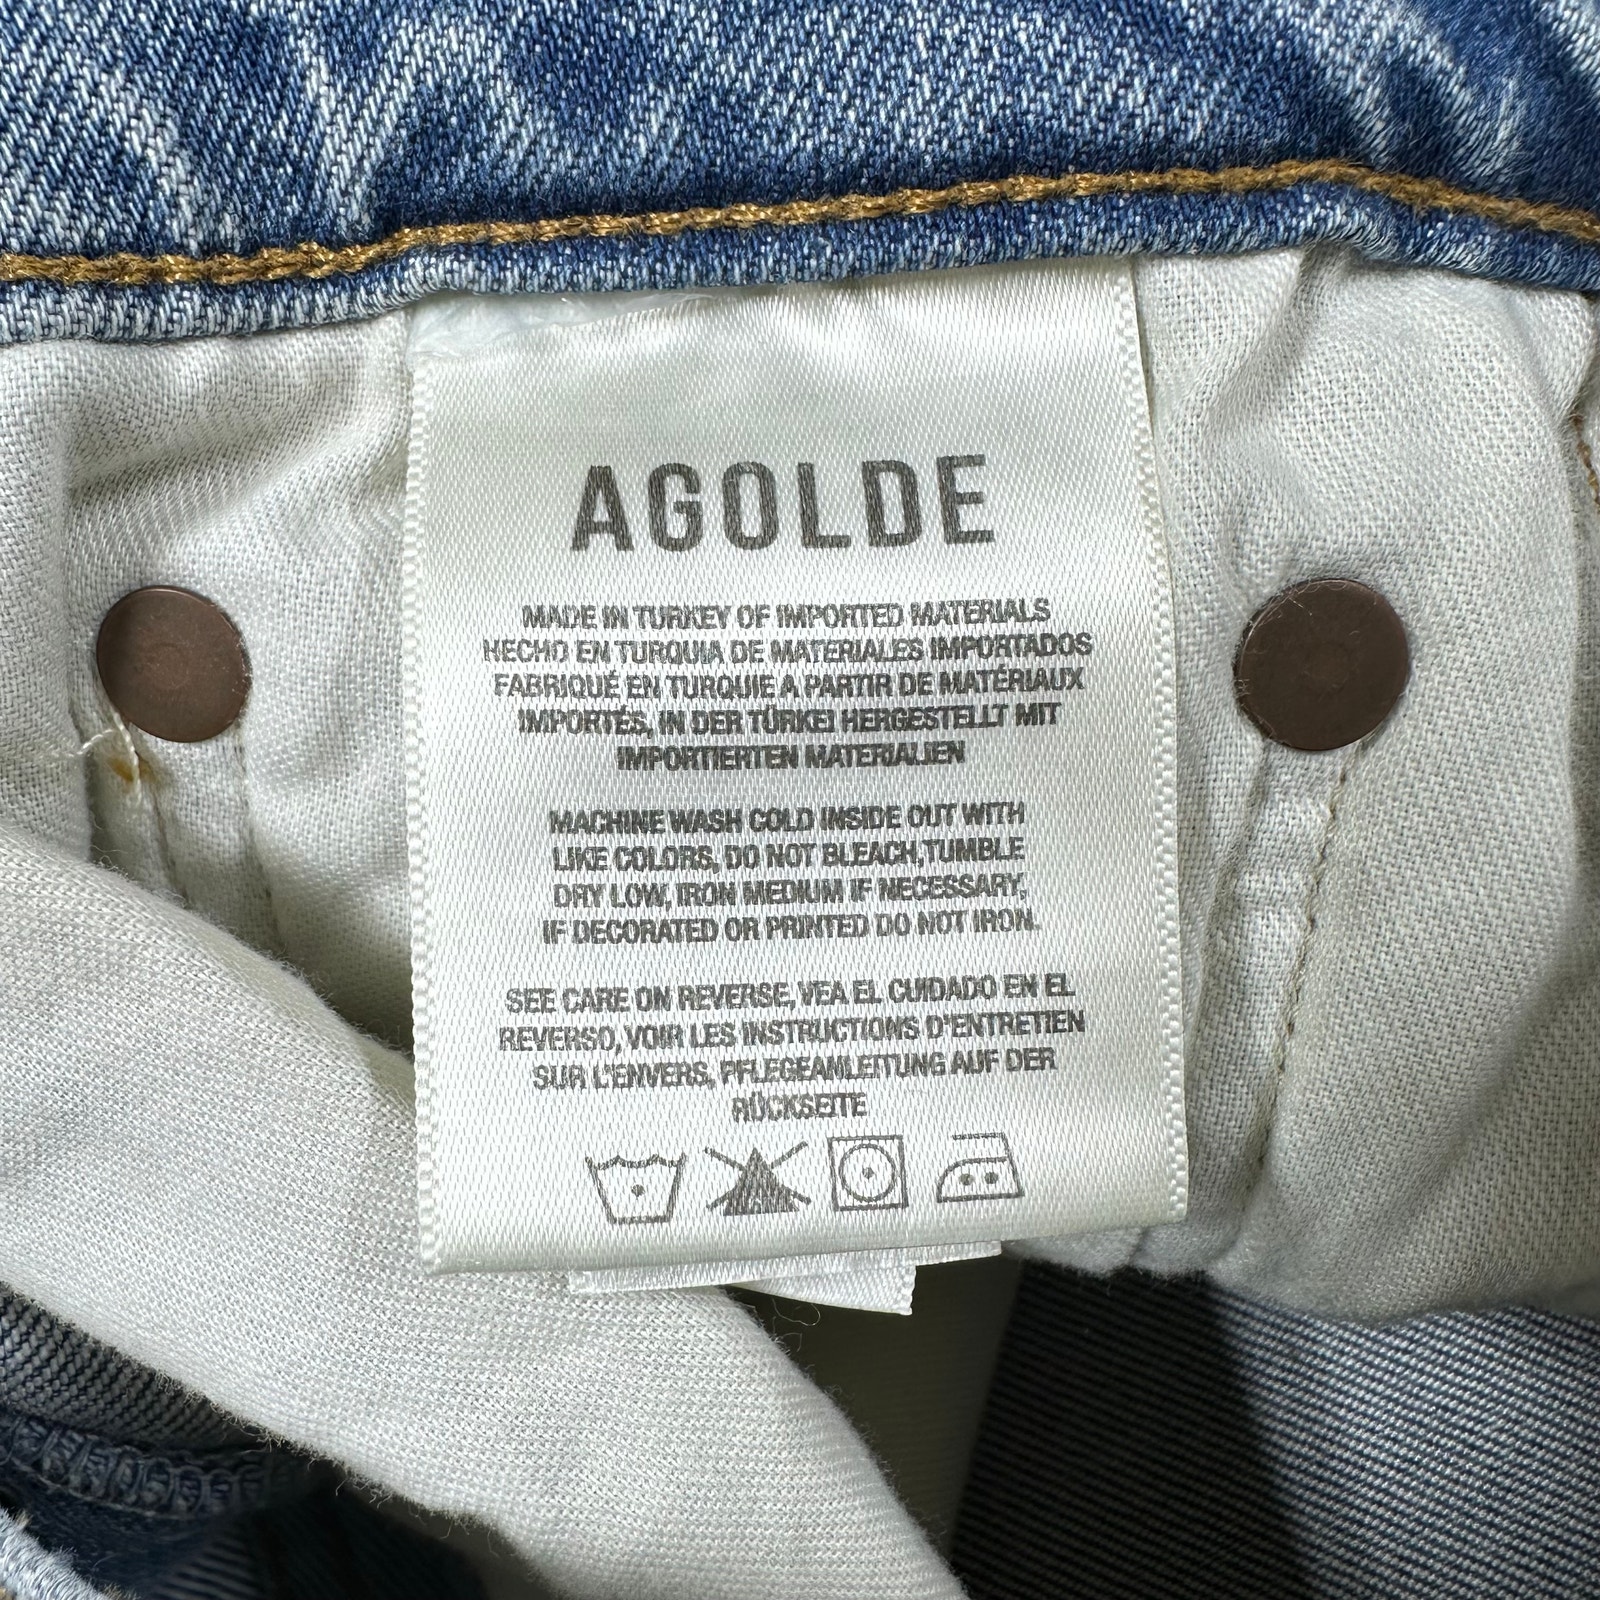 AGOLDE
MADE IN TURKEY OF IMPORTED MATERIALS
HECHO EN TURQUIA DE MATERIALES IMPORTADOS
FABRIQUÉ EN TURQUIE A PARTIR DE MATÉRIAUX
IMPORTÉS, IN DER TÜRKEI HERGESTELLT MIT
IMPORTIERTEN MATERIALIEN
MACHINE WASH COLD INSIDE OUT WITH
LIKE COLORS, DO NOT BLEACH,TUMBLE
DRY LOW, IRON MEDIUM IF NECESSARY,
IF DECORATED OR PRINTED DO NOT IRON.
SEE CARE ON REVERSE, VEA EL CUIDADO EN EL
REVERSO, VOIR LES INSTRUCTIONS D'ENTRETIEN
SUR L'ENVERS, PFLEGEAMLEITUNG AUF DER
RÜCKSEITE